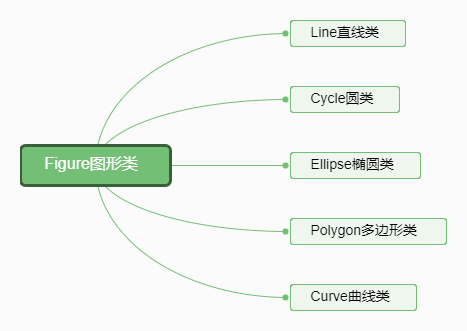 Line直线类
Cycle圆类
Figure图形类
Ellipse椭圆类
Polygon多边形类
Curve曲线类